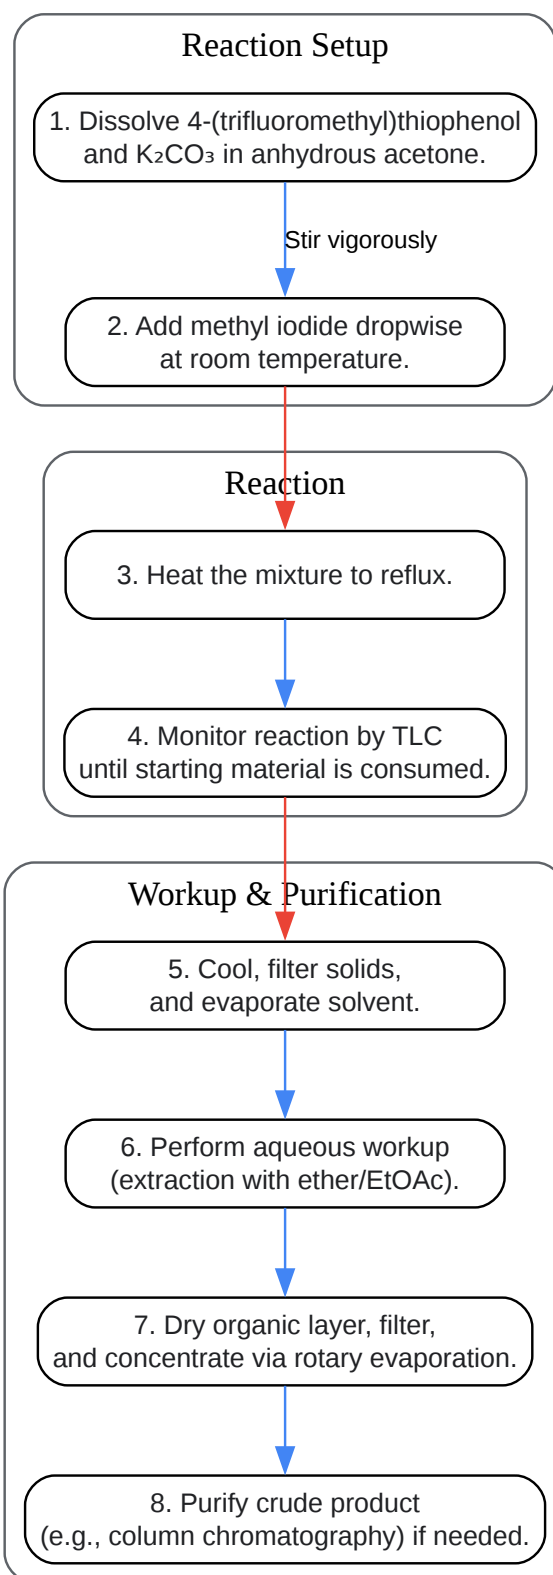 Reaction Setup
1. Dissolve 4-(trifluoromethyl)thiophenol
and K₂CO₃ in anhydrous acetone.
Stir vigorously
2. Add methyl iodide dropwise
at room temperature.
Reaction
3. Heat the mixture to reflux.
4. Monitor reaction by TLC
until starting material is consumed.
Workup & Purification
5. Cool, filter solids,
and evaporate solvent.
6. Perform aqueous workup
(extraction with ether/EtOAc).
7. Dry organic layer, filter,
and concentrate via rotary evaporation.
8. Purify crude product
(e.g., column chromatography) if needed.